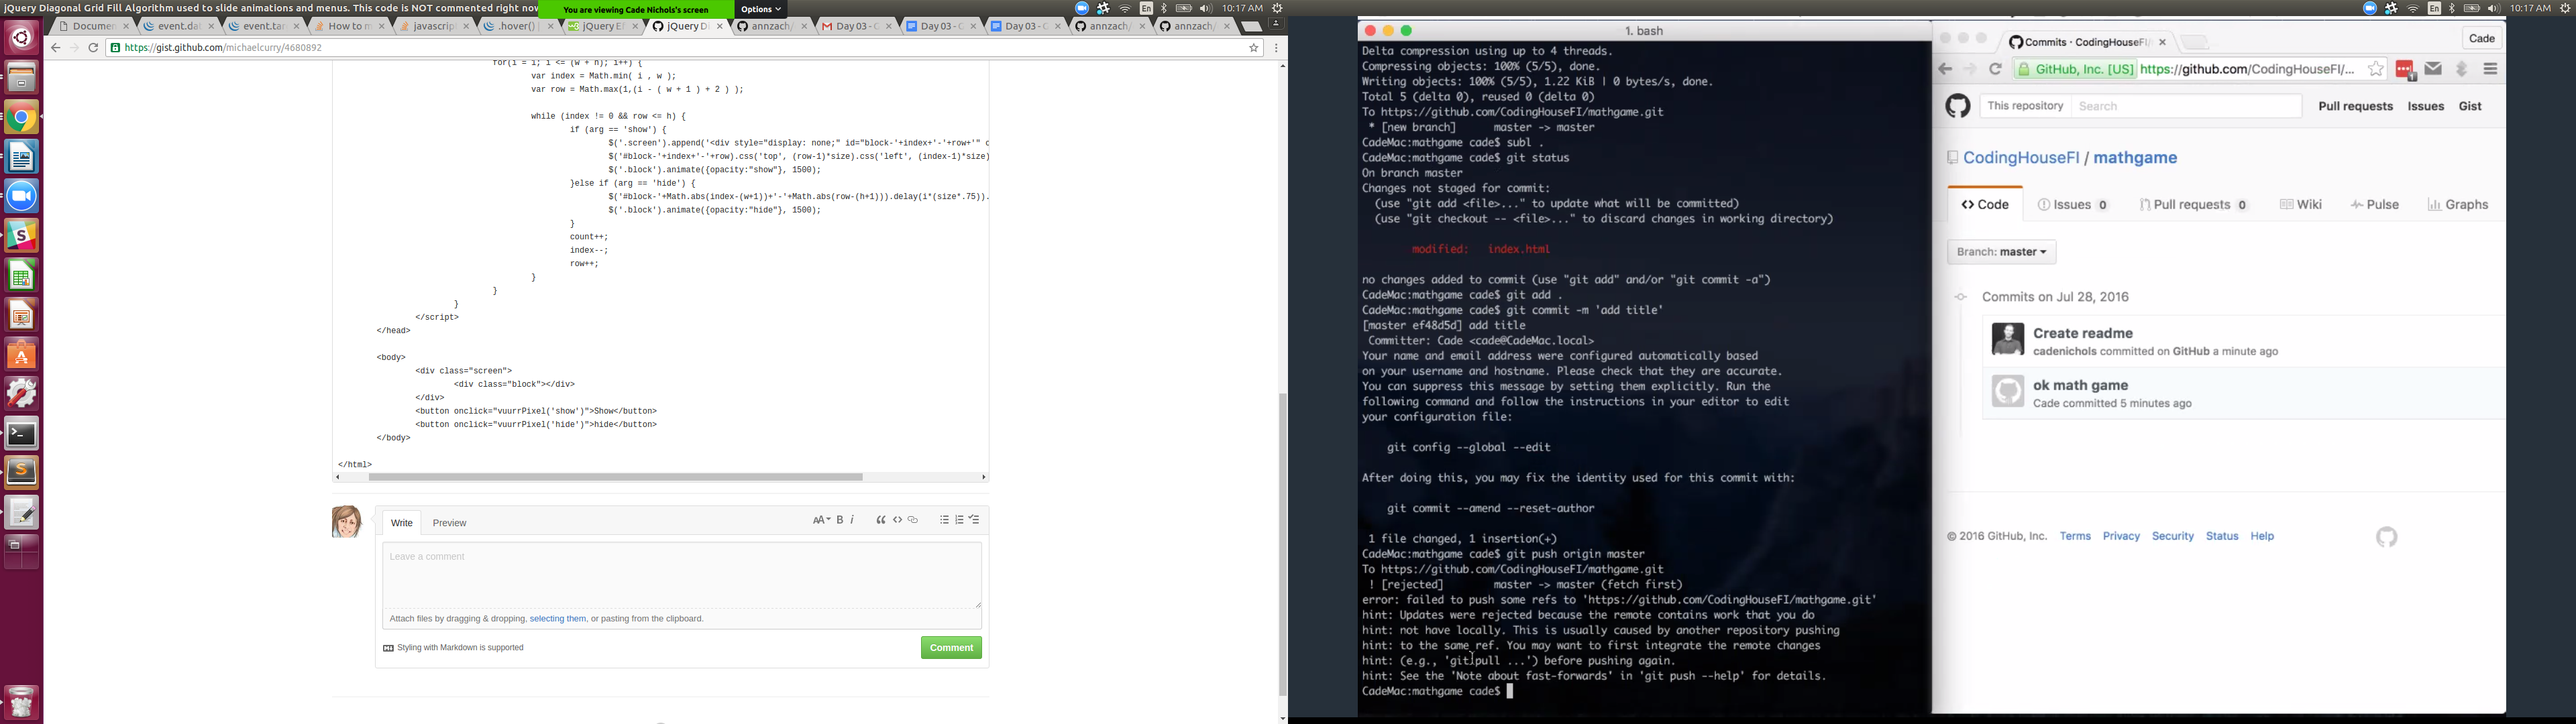 jQuery Diagonal Grid Fill Algorithm used to slide animations and menus. This code is NOT commented right now
You are viewing Cade Nichols's screen
Options
En
10:17 AM
En
10:17 AM
Documen
event.dat
event.tar
How to m
javascrip
.hover() |
jQuery Ef
jQuery Di
annzach/
Day 03 - C
Day 03 - C
Day 03 - C
annzach/
annzach/
https://gist.github.com/michaelcurry/4680892
for(i = i; i <= (w + h); i++) {
var index = Math.min( i , w );
var row = Math.max(1,(i - ( w + 1 ) + 2 ) );
while (index != 0 && row <= h) {
if (arg == 'show') {
$('.screen').append('<div style="display: none;" id="block-'+index+'-'+row+'" c
$('#block-'+index+'-'+row).css('top', (row-1)*size).css('left', (index-1)*size)
$('.block').animate({opacity:"show"}, 1500);
}else if (arg == 'hide') {
$('#block-'+Math.abs(index-(w+1))+'-'+Math.abs(row-(h+1))).delay(i*(size*.75)).
$('.block').animate({opacity:"hide"}, 1500);
}
count++;
index--;
row++;
}
}
}
</script>
</head>
<body>
<div class="screen">
<div class="block"></div>
</div>
<button onclick="vuurrPixel('show')">Show</button>
<button onclick="vuurrPixel('hide')">hide</button>
</body>
</html>
Write
Preview
AA
B
i
Leave a comment
Attach files by dragging & dropping, selecting them, or pasting from the clipboard.
Styling with Markdown is supported
Comment
1. bash
Delta compression using up to 4 threads.
Compressing objects: 100% (5/5), done.
Writing objects: 100% (5/5), 1.22 KiB | 0 bytes/s, done.
Total 5 (delta 0), reused 0 (delta 0)
To https://github.com/CodingHouseFI/mathgame.git
* [new branch] master -> master
CadeMac:mathgame cade$ subl .
CadeMac:mathgame cade$ git status
On branch master
Changes not staged for commit:
(use "git add <file>..." to update what will be committed)
(use "git checkout -- <file>..." to discard changes in working directory)
modified: index.html
no changes added to commit (use "git add" and/or "git commit -a")
CadeMac:mathgame cade$ git add .
CadeMac:mathgame cade$ git commit -m 'add title'
[master ef48d5d] add title
Committer: Cade <cade@CadeMac.local>
Your name and email address were configured automatically based
on your username and hostname. Please check that they are accurate.
You can suppress this message by setting them explicitly. Run the
following command and follow the instructions in your editor to edit
your configuration file:
git config --global --edit
After doing this, you may fix the identity used for this commit with:
git commit --amend --reset-author
1 file changed, 1 insertion(+)
CadeMac:mathgame cade$ git push origin master
To https://github.com/CodingHouseFI/mathgame.git
! [rejected] master -> master (fetch first)
error: failed to push some refs to 'https://github.com/CodingHouseFI/mathgame.git'
hint: Updates were rejected because the remote contains work that you do
hint: not have locally. This is usually caused by another repository pushing
hint: to the same ref. You may want to first integrate the remote changes
hint: (e.g., 'git pull ...') before pushing again.
hint: See the 'Note about fast-forwards' in 'git push --help' for details.
CadeMac:mathgame cade$
Commits · CodingHouseFI/
Cade
GitHub, Inc. [US] https://github.com/CodingHouseFI/...
This repository
Search
Pull requests Issues Gist
CodingHouseFI / mathgame
Code
Issues 0
Pull requests 0
Wiki
Pulse
Graphs
Branch: master
Commits on Jul 28, 2016
Create readme
cadenichols committed on GitHub a minute ago
ok math game
Cade committed 5 minutes ago
© 2016 GitHub, Inc. Terms Privacy Security Status Help